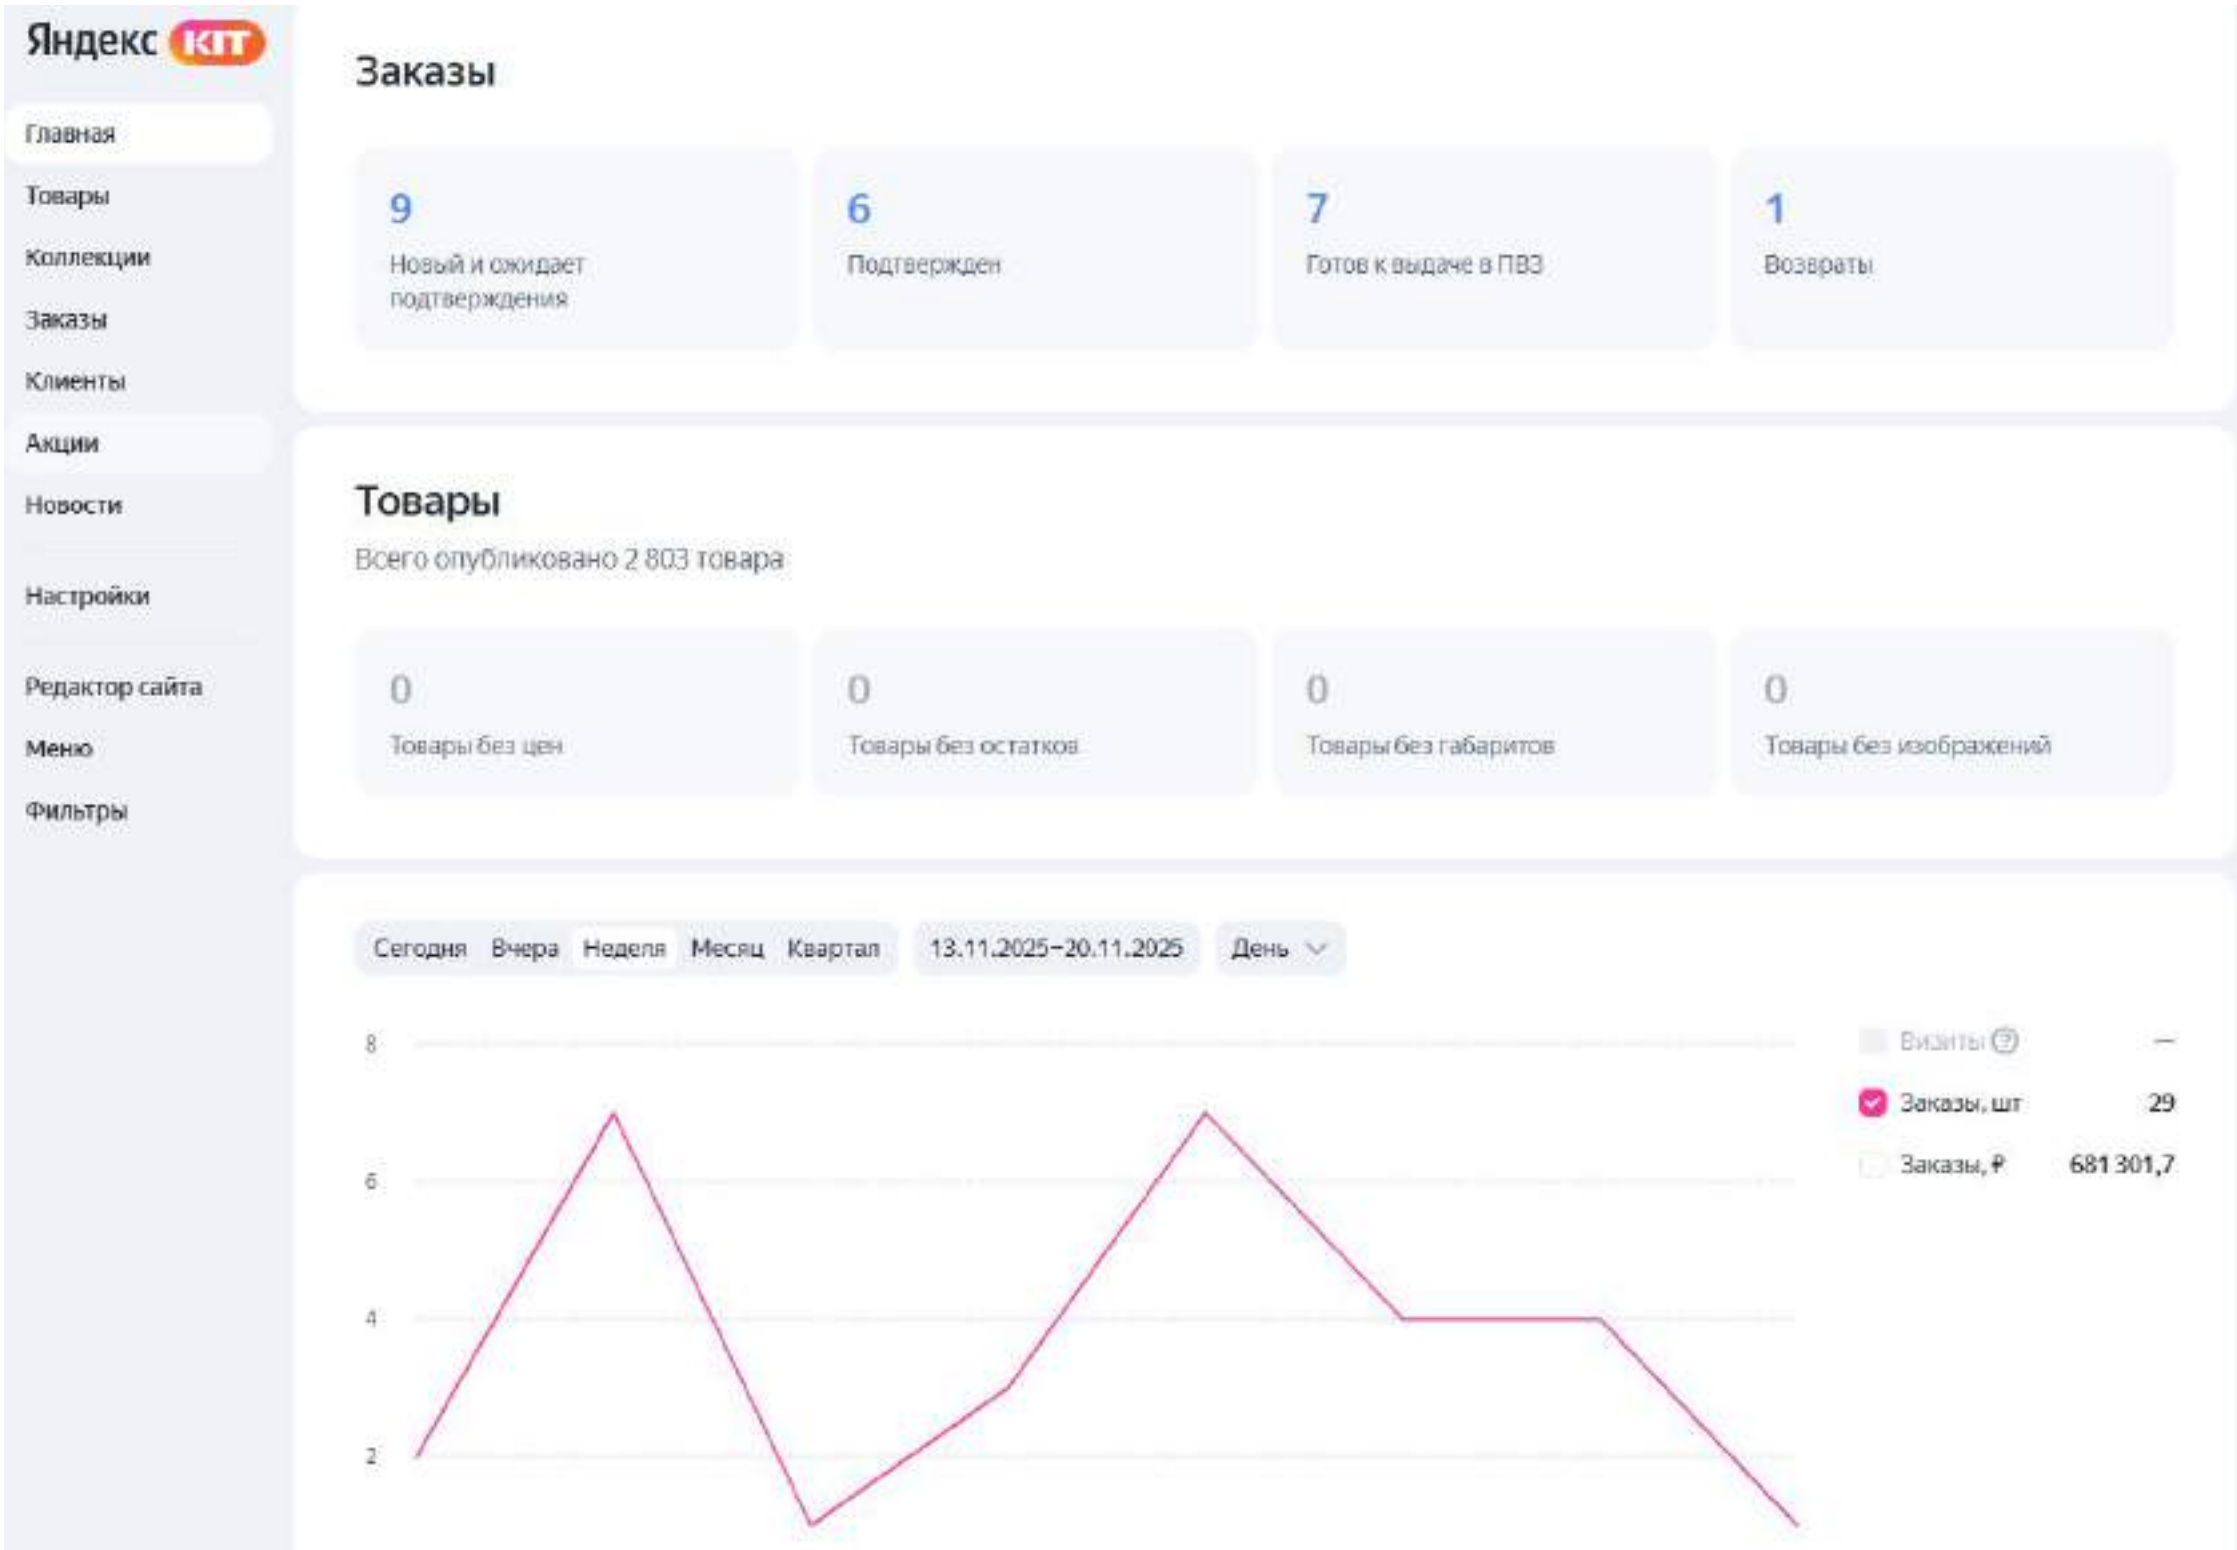 Яндекс KIT
Главная
Товары
Коллекции
Заказы
Клиенты
Акции
Новости
Настройки
Редактор сайта
Меню
Фильтры
Заказы
9
Новый и ожидает
подтверждения
6
Подтвержден
7
Готов к выдаче в ПВЗ
1
Возвраты
Товары
Всего опубликовано 2 803 товара
0
Товары без цен
0
Товары без остатков
0
Товары без габаритов
0
Товары без изображений
Сегодня Вчера Неделя Месяц Квартал 13.11.2025–20.11.2025 День
8
6
4
2
Визиты ? —
Заказы, шт 29
Заказы, ₽ 681 301,7